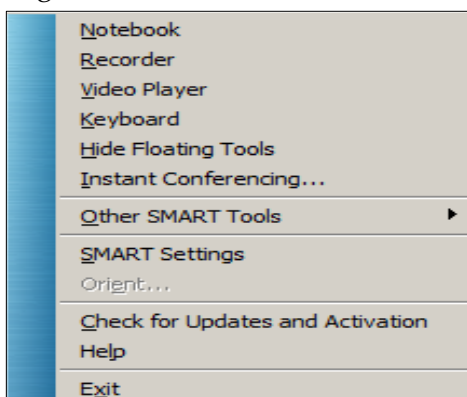 Notebook
Recorder
Video Player
Keyboard
Hide Floating Tools
Instant Conferencing...
Other SMART Tools
SMART Settings
Orient...
Check for Updates and Activation
Help
Exit